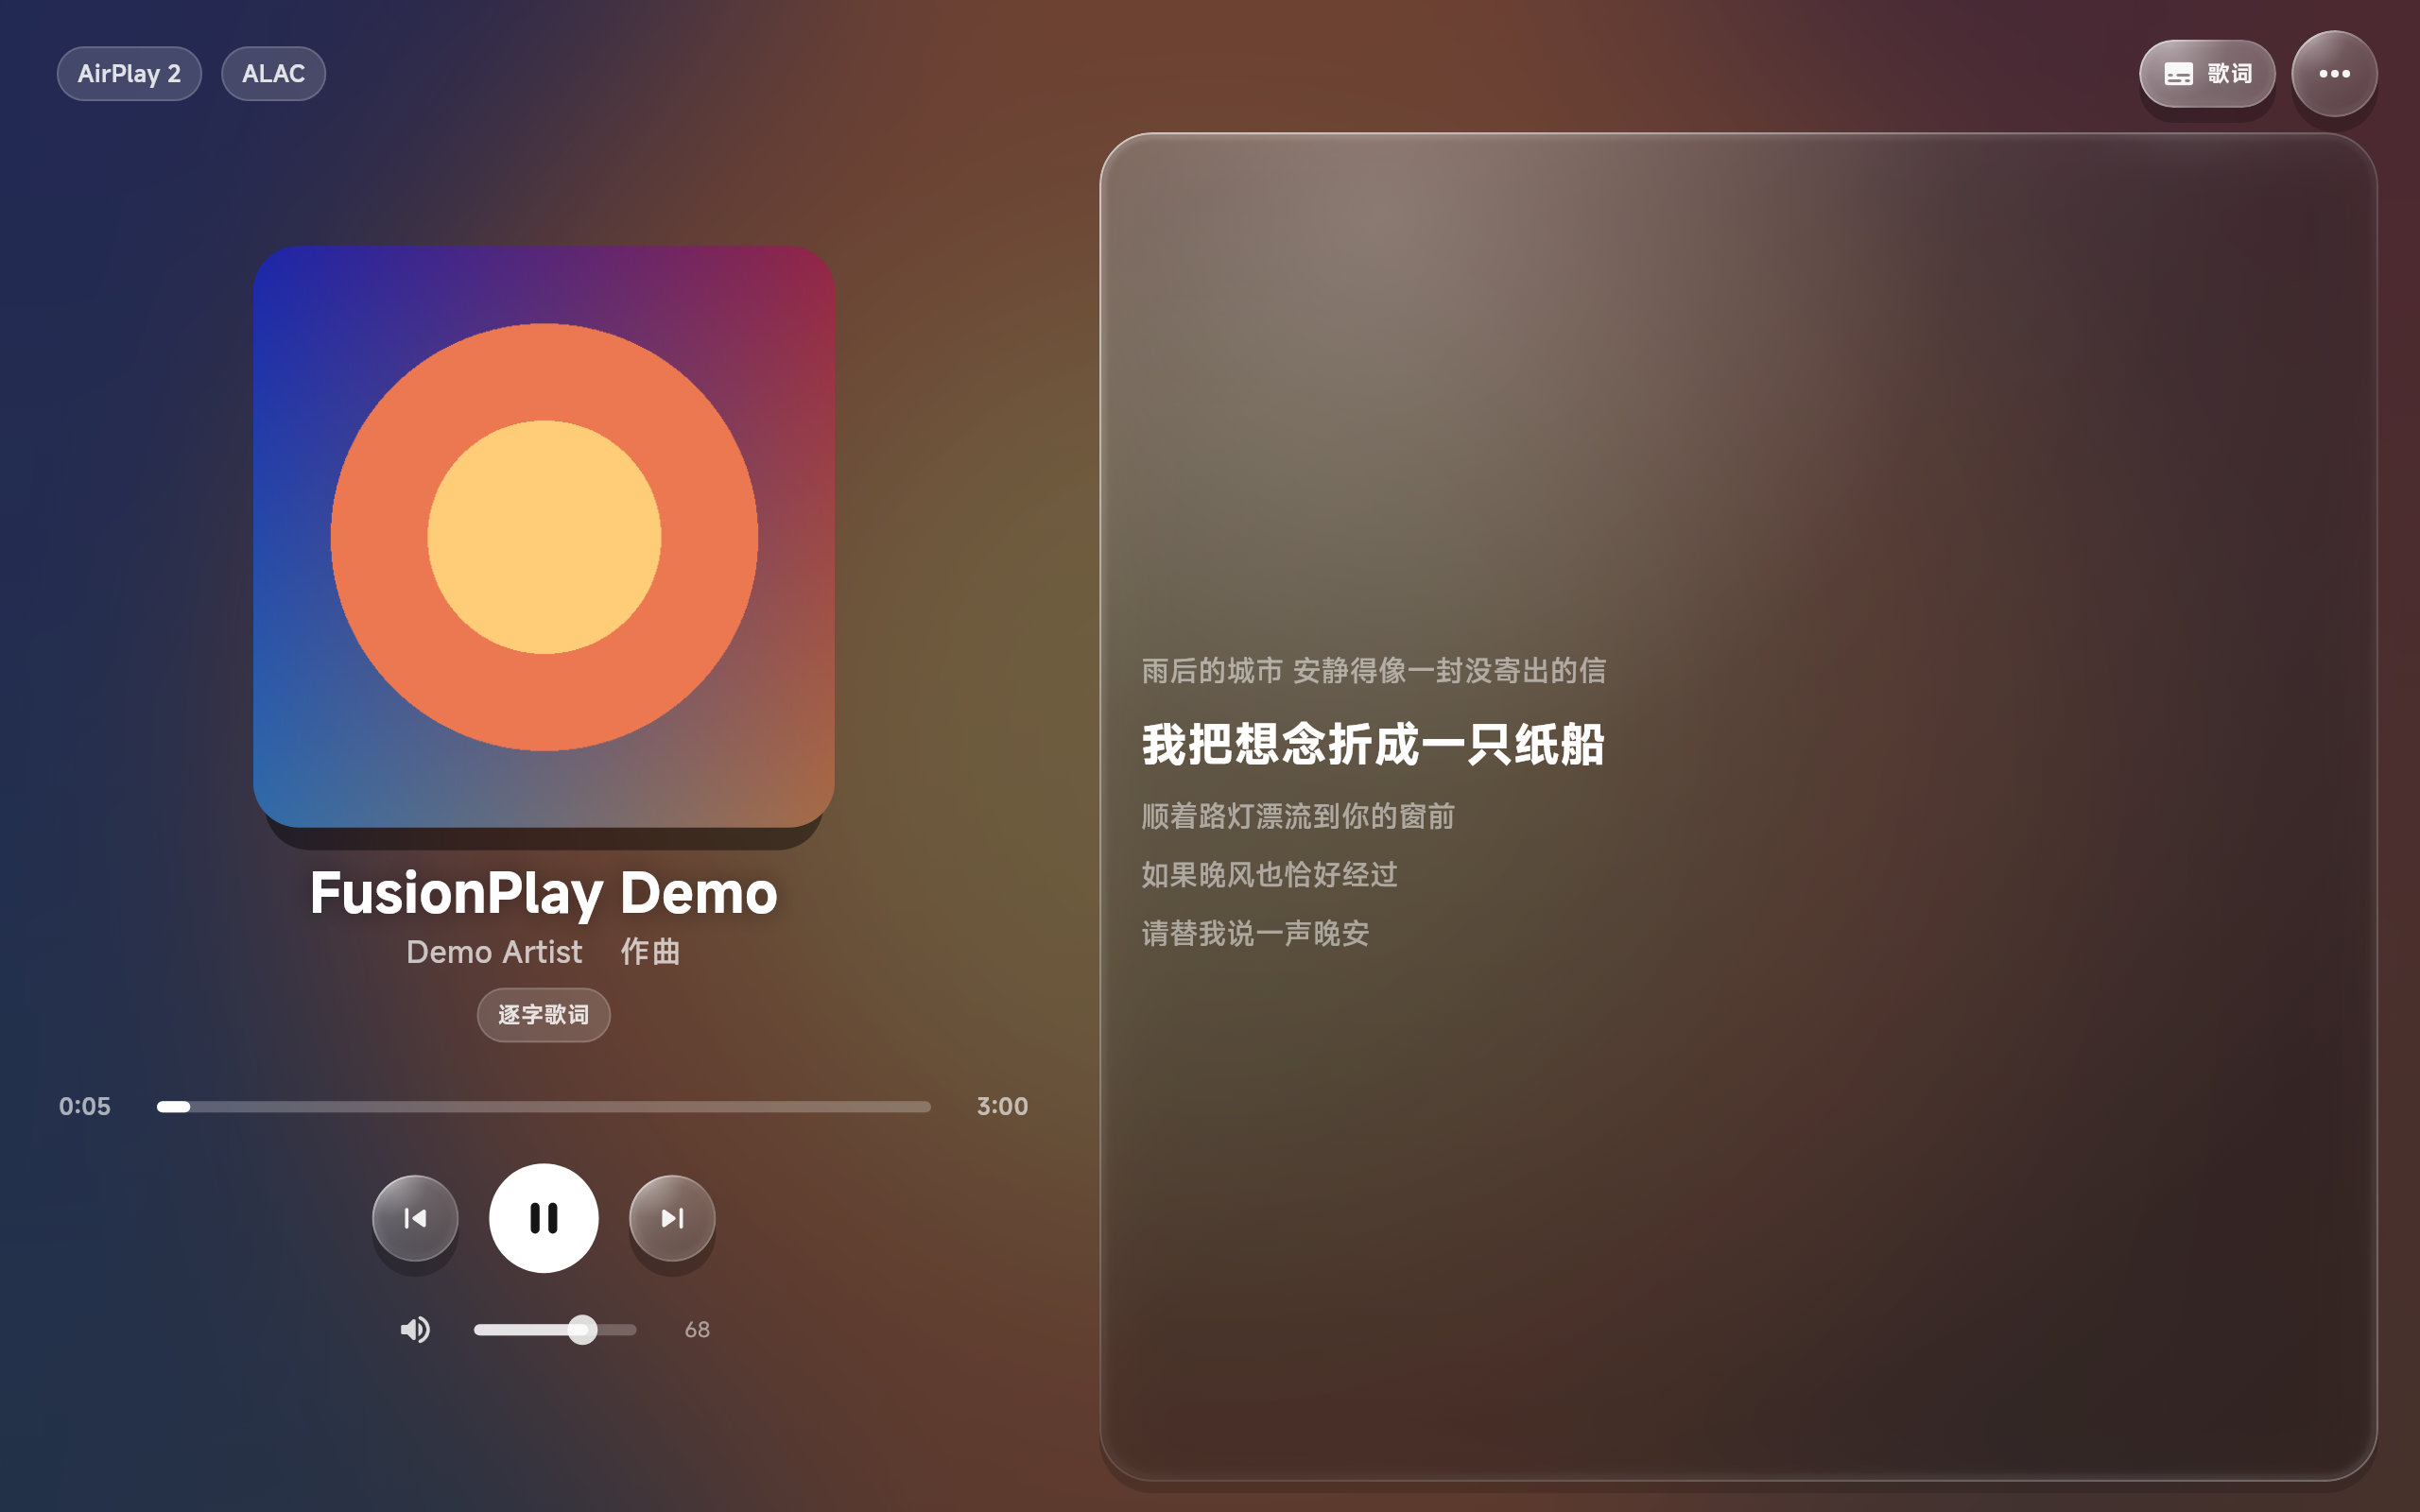 AirPlay 2
ALAC
歌词
FusionPlay Demo
Demo Artist 作曲
逐字歌词
0:05
3:00
68
雨后的城市 安静得像一封没寄出的信
我把想念折成一只纸船
顺着路灯漂流到你的窗前
如果晚风也恰好经过
请替我说一声晚安